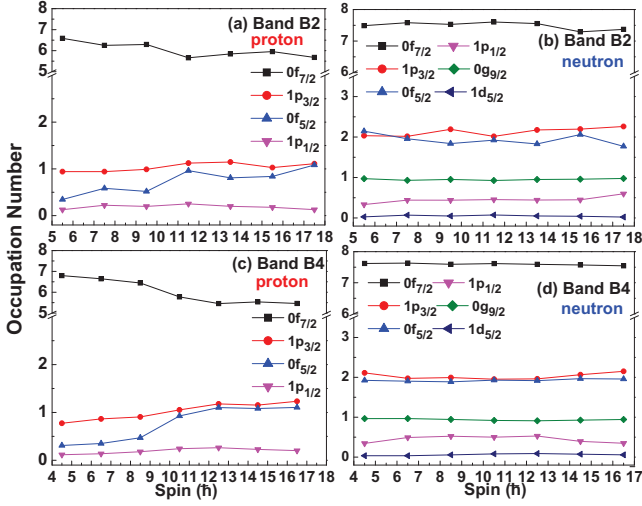 (a) Band B2
proton
0f7/2
1p3/2
0f5/2
1p1/2
8
7
6
5
2
1
0
5 6 7 8 9 10 11 12 13 14 15 16 17 18
(b) Band B2
neutron
0f7/2
1p1/2
1p3/2
0g9/2
0f5/2
1d5/2
8
7
6
3
2
1
0
5 6 7 8 9 10 11 12 13 14 15 16 17 18
Occupation Number
(c) Band B4
proton
0f7/2
1p3/2
0f5/2
1p1/2
8
7
6
5
2
1
0
4 5 6 7 8 9 10 11 12 13 14 15 16 17
Spin (ħ)
(d) Band B4
neutron
0f7/2
1p1/2
1p3/2
0g9/2
0f5/2
1d5/2
8
7
6
3
2
1
0
4 5 6 7 8 9 10 11 12 13 14 15 16 17
Spin (ħ)